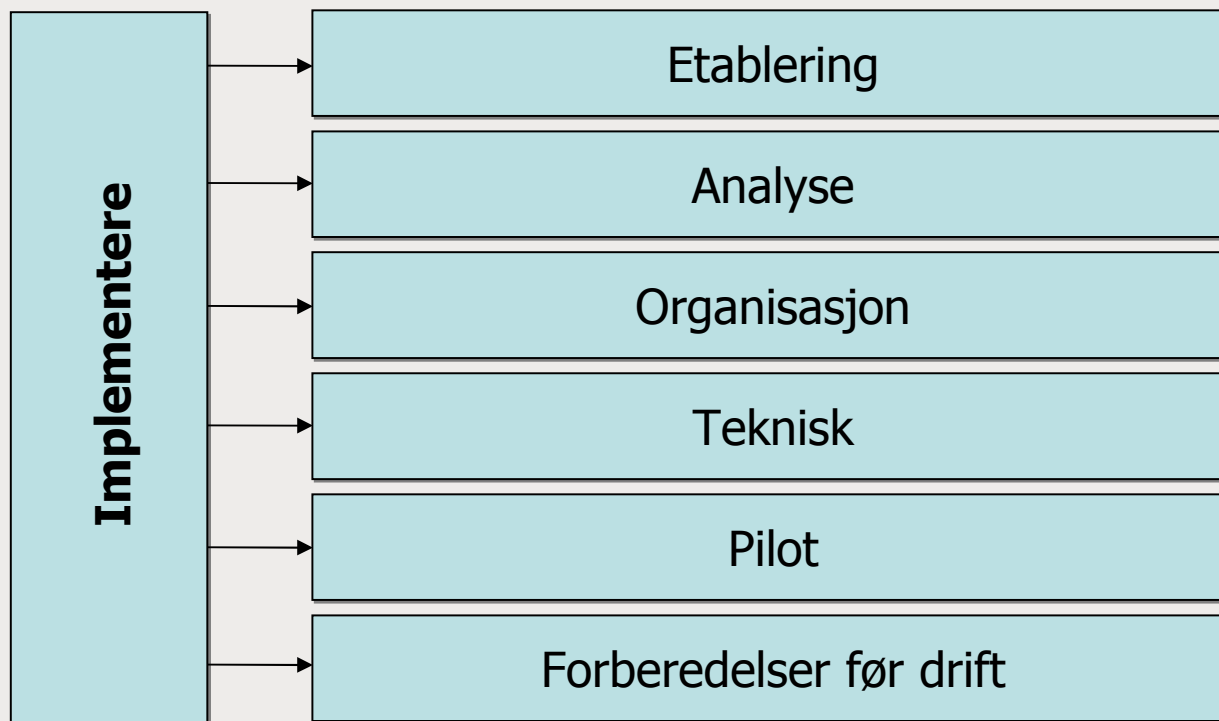 Implementere
Etablering
Analyse
Organisasjon
Teknisk
Pilot
Forberedelser før drift